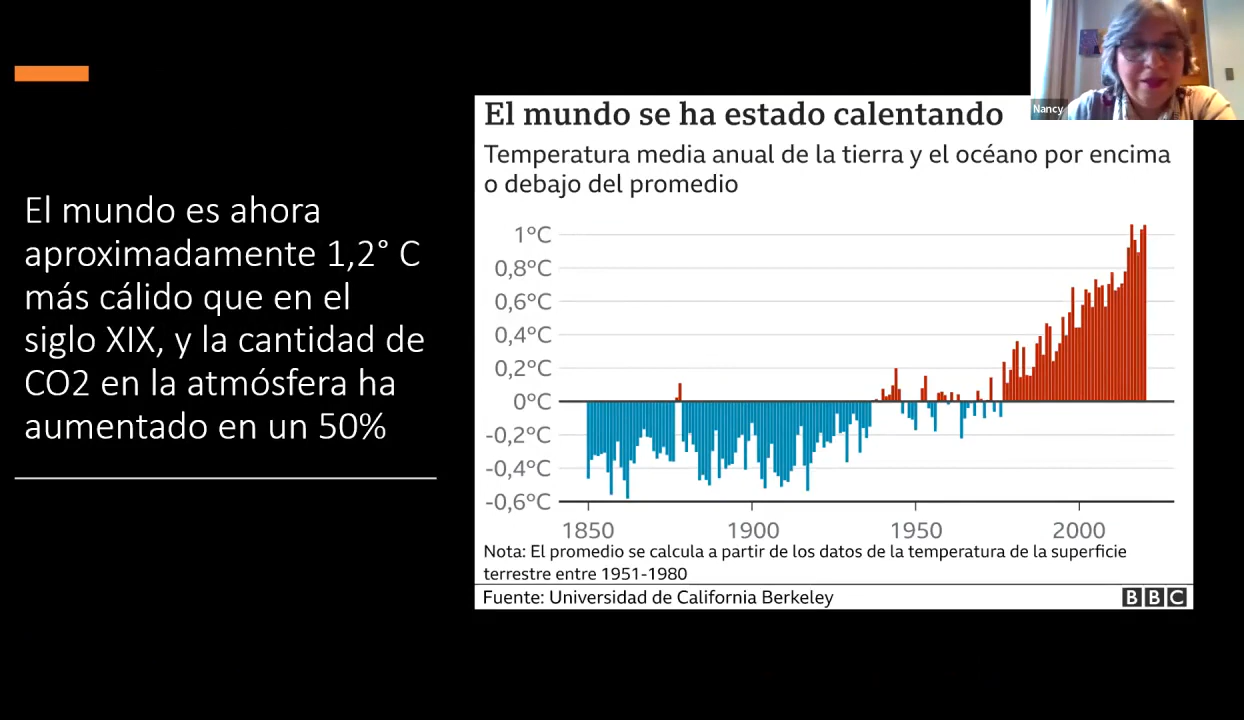 El mundo es ahora
aproximadamente 1,2° C
más cálido que en el
siglo XIX, y la cantidad de
CO2 en la atmósfera ha
aumentado en un 50%
El mundo se ha estado calentando
Temperatura media anual de la tierra y el océano por encima
o debajo del promedio
1°C
0,8°C
0,6°C
0,4°C
0,2°C
0°C
-0,2°C
-0,4°C
-0,6°C
1850 1900 1950 2000
Nota: El promedio se calcula a partir de los datos de la temperatura de la superficie
terrestre entre 1951-1980
Fuente: Universidad de California Berkeley
BBC
Nancy